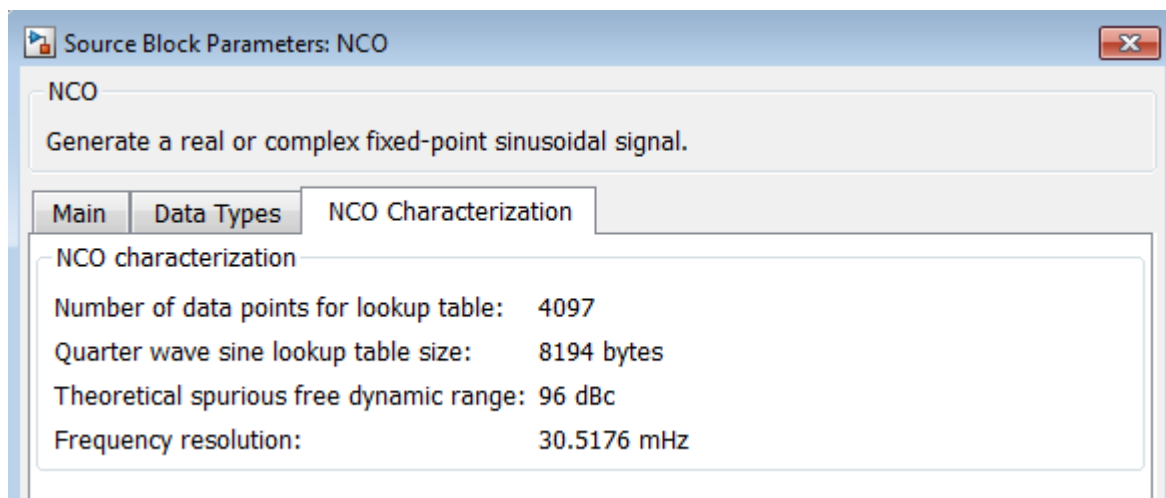 Source Block Parameters: NCO
NCO
Generate a real or complex fixed-point sinusoidal signal.
Main Data Types NCO Characterization
NCO characterization
Number of data points for lookup table: 4097
Quarter wave sine lookup table size: 8194 bytes
Theoretical spurious free dynamic range: 96 dBc
Frequency resolution: 30.5176 mHz